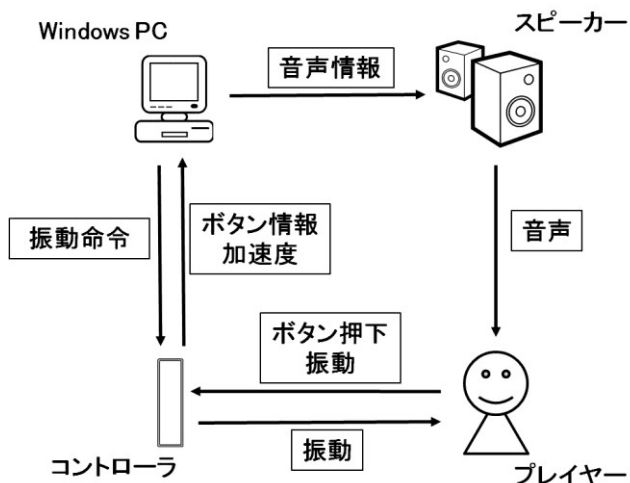 Windows PC
スピーカー
音声情報
振動命令
ボタン情報
加速度
音声
ボタン押下
振動
振動
コントローラ
プレイヤー